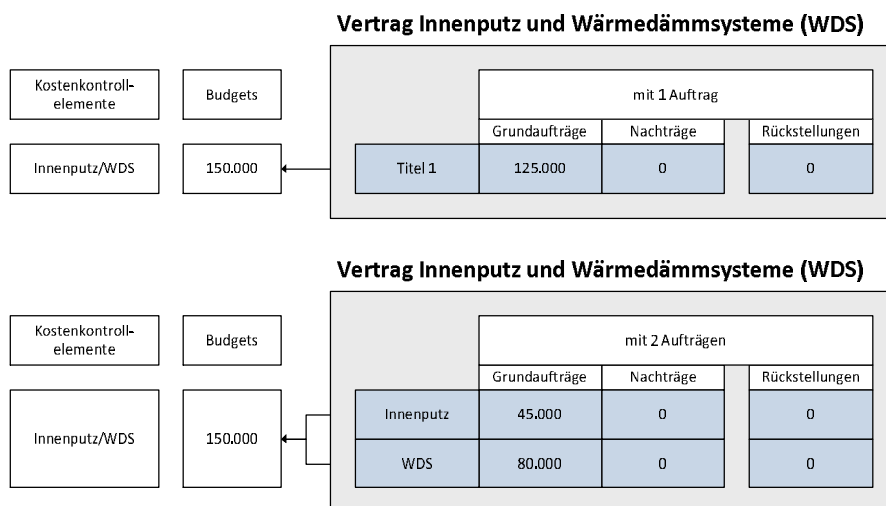 Vertrag Innenputz und Wärmedämmsysteme (WDS)
Kostenkontroll-
elemente
Budgets
mit 1 Auftrag
Grundaufträge
Nachträge
Rückstellungen
Innenputz/WDS
150.000
Titel 1
125.000
0
0
Vertrag Innenputz und Wärmedämmsysteme (WDS)
Kostenkontroll-
elemente
Budgets
mit 2 Aufträgen
Grundaufträge
Nachträge
Rückstellungen
Innenputz/WDS
150.000
Innenputz
45.000
0
0
WDS
80.000
0
0